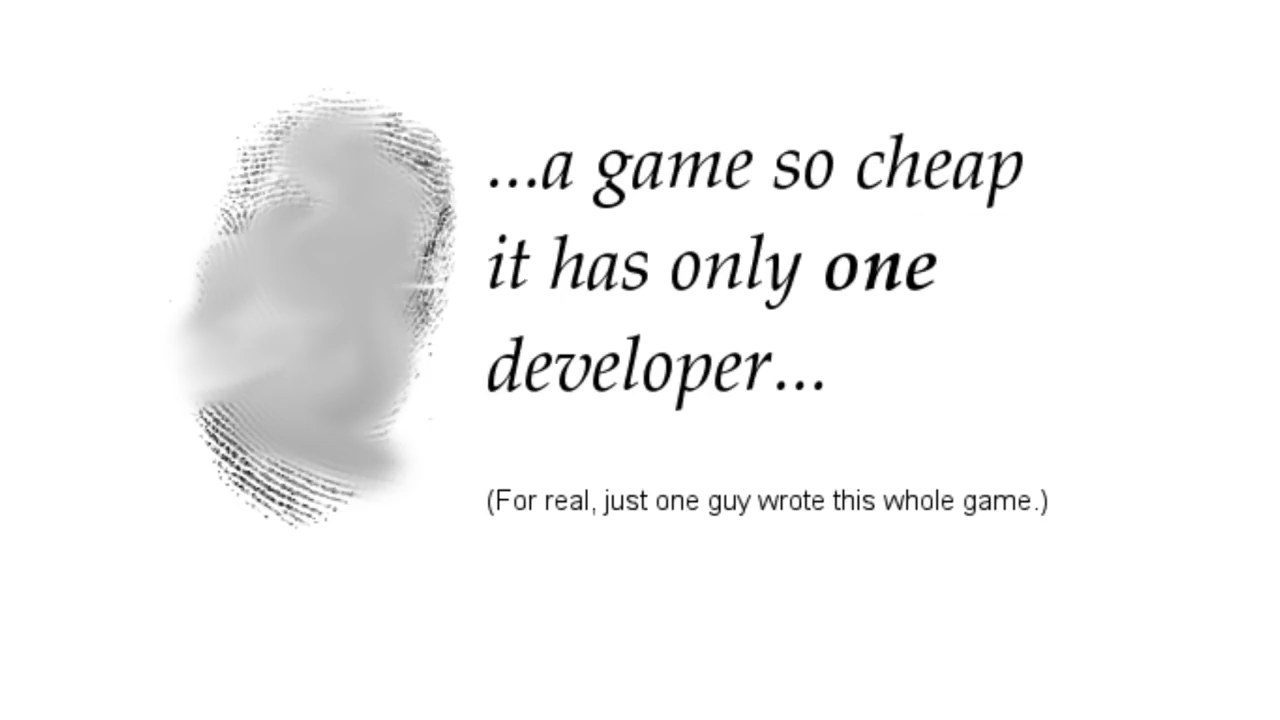 ...a game so cheap
it has only one
developer...
(For real, just one guy wrote this whole game.)